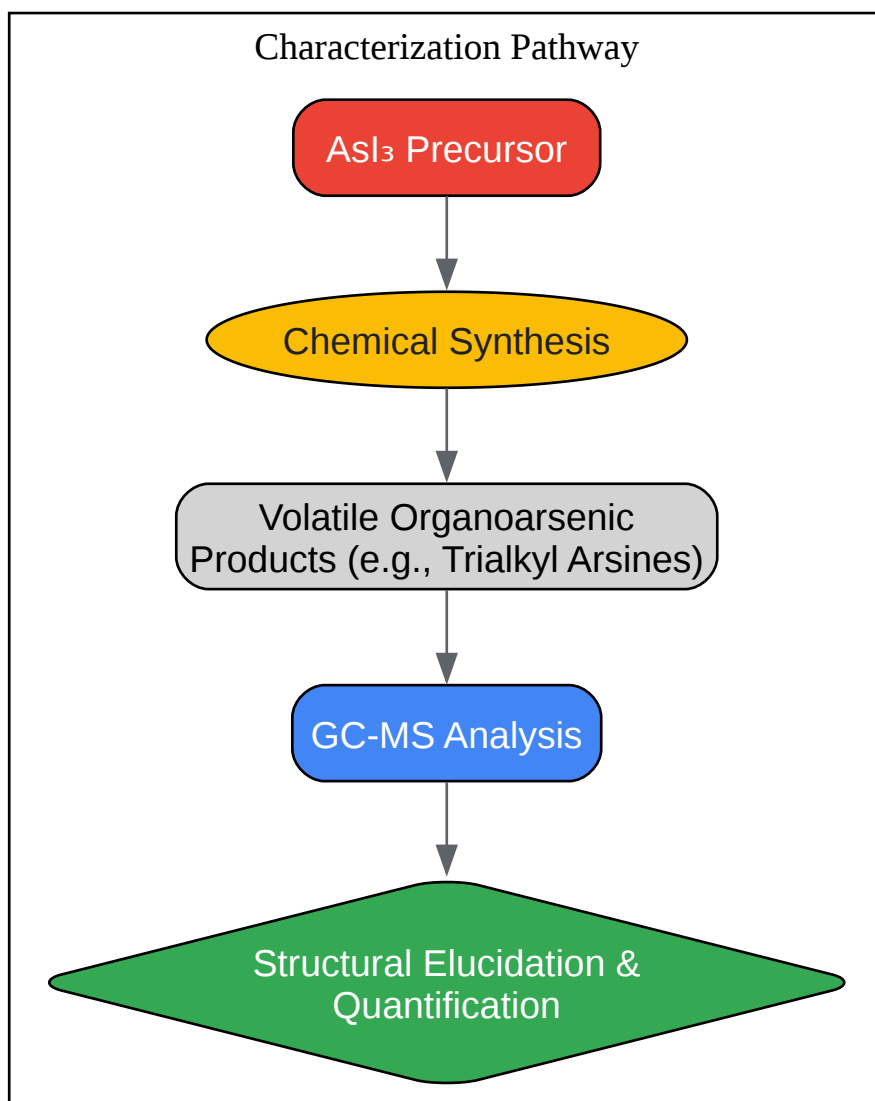 Characterization Pathway
AsI₃ Precursor
Chemical Synthesis
Volatile Organoarsenic
Products (e.g., Trialkyl Arsines)
GC-MS Analysis
Structural Elucidation &
Quantification